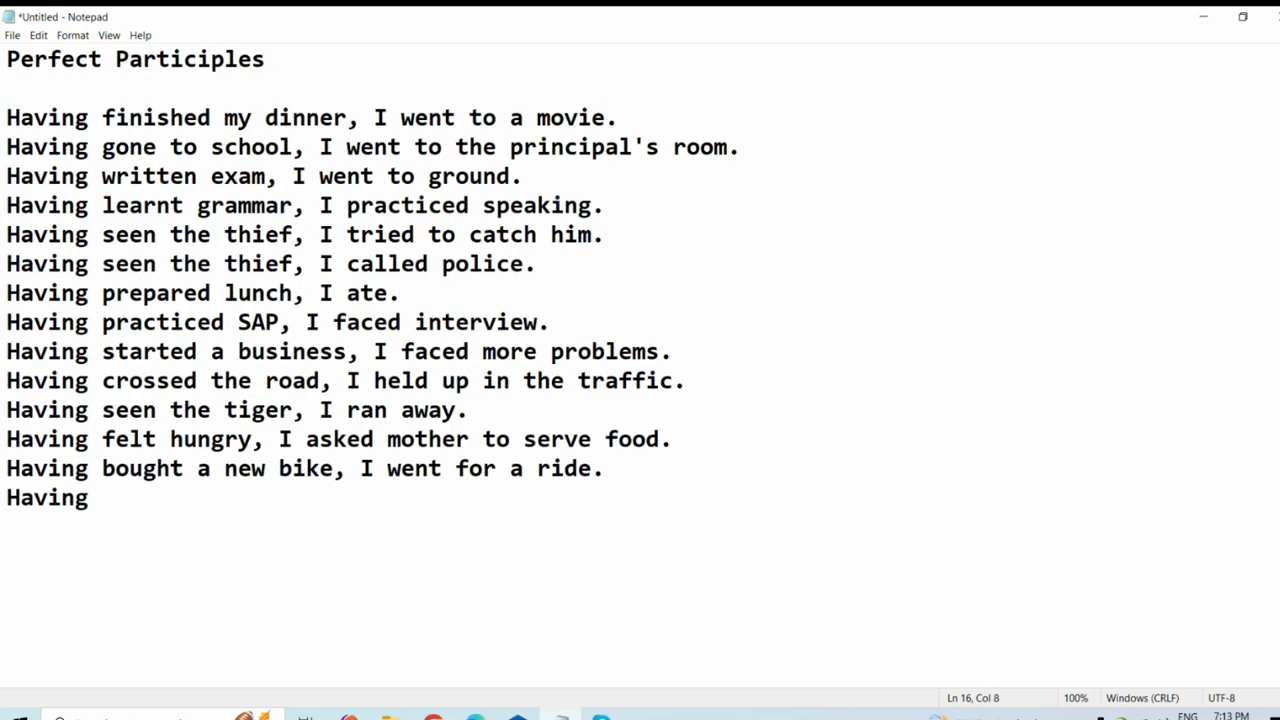 *Untitled - Notepad
File Edit Format View Help
Perfect Participles
Having finished my dinner, I went to a movie.
Having gone to school, I went to the principal's room.
Having written exam, I went to ground.
Having learnt grammar, I practiced speaking.
Having seen the thief, I tried to catch him.
Having seen the thief, I called police.
Having prepared lunch, I ate.
Having practiced SAP, I faced interview.
Having started a business, I faced more problems.
Having crossed the road, I held up in the traffic.
Having seen the tiger, I ran away.
Having felt hungry, I asked mother to serve food.
Having bought a new bike, I went for a ride.
Having
Ln 16, Col 8 100% Windows (CRLF) UTF-8
ENG 7:13 PM